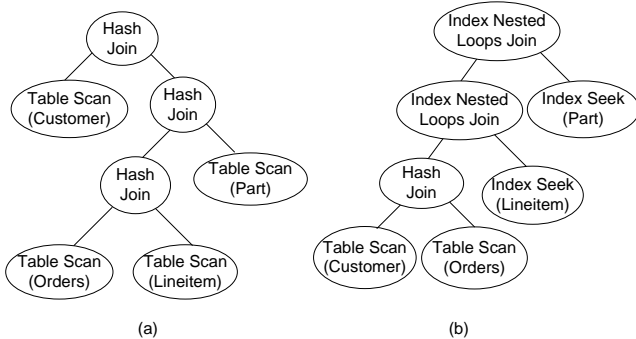 Hash
Join
Table Scan
(Customer)
Hash
Join
Hash
Join
Table Scan
(Part)
Table Scan
(Orders)
Table Scan
(Lineitem)
(a)
Index Nested
Loops Join
Index Nested
Loops Join
Index Seek
(Part)
Hash
Join
Index Seek
(Lineitem)
Table Scan
(Customer)
Table Scan
(Orders)
(b)